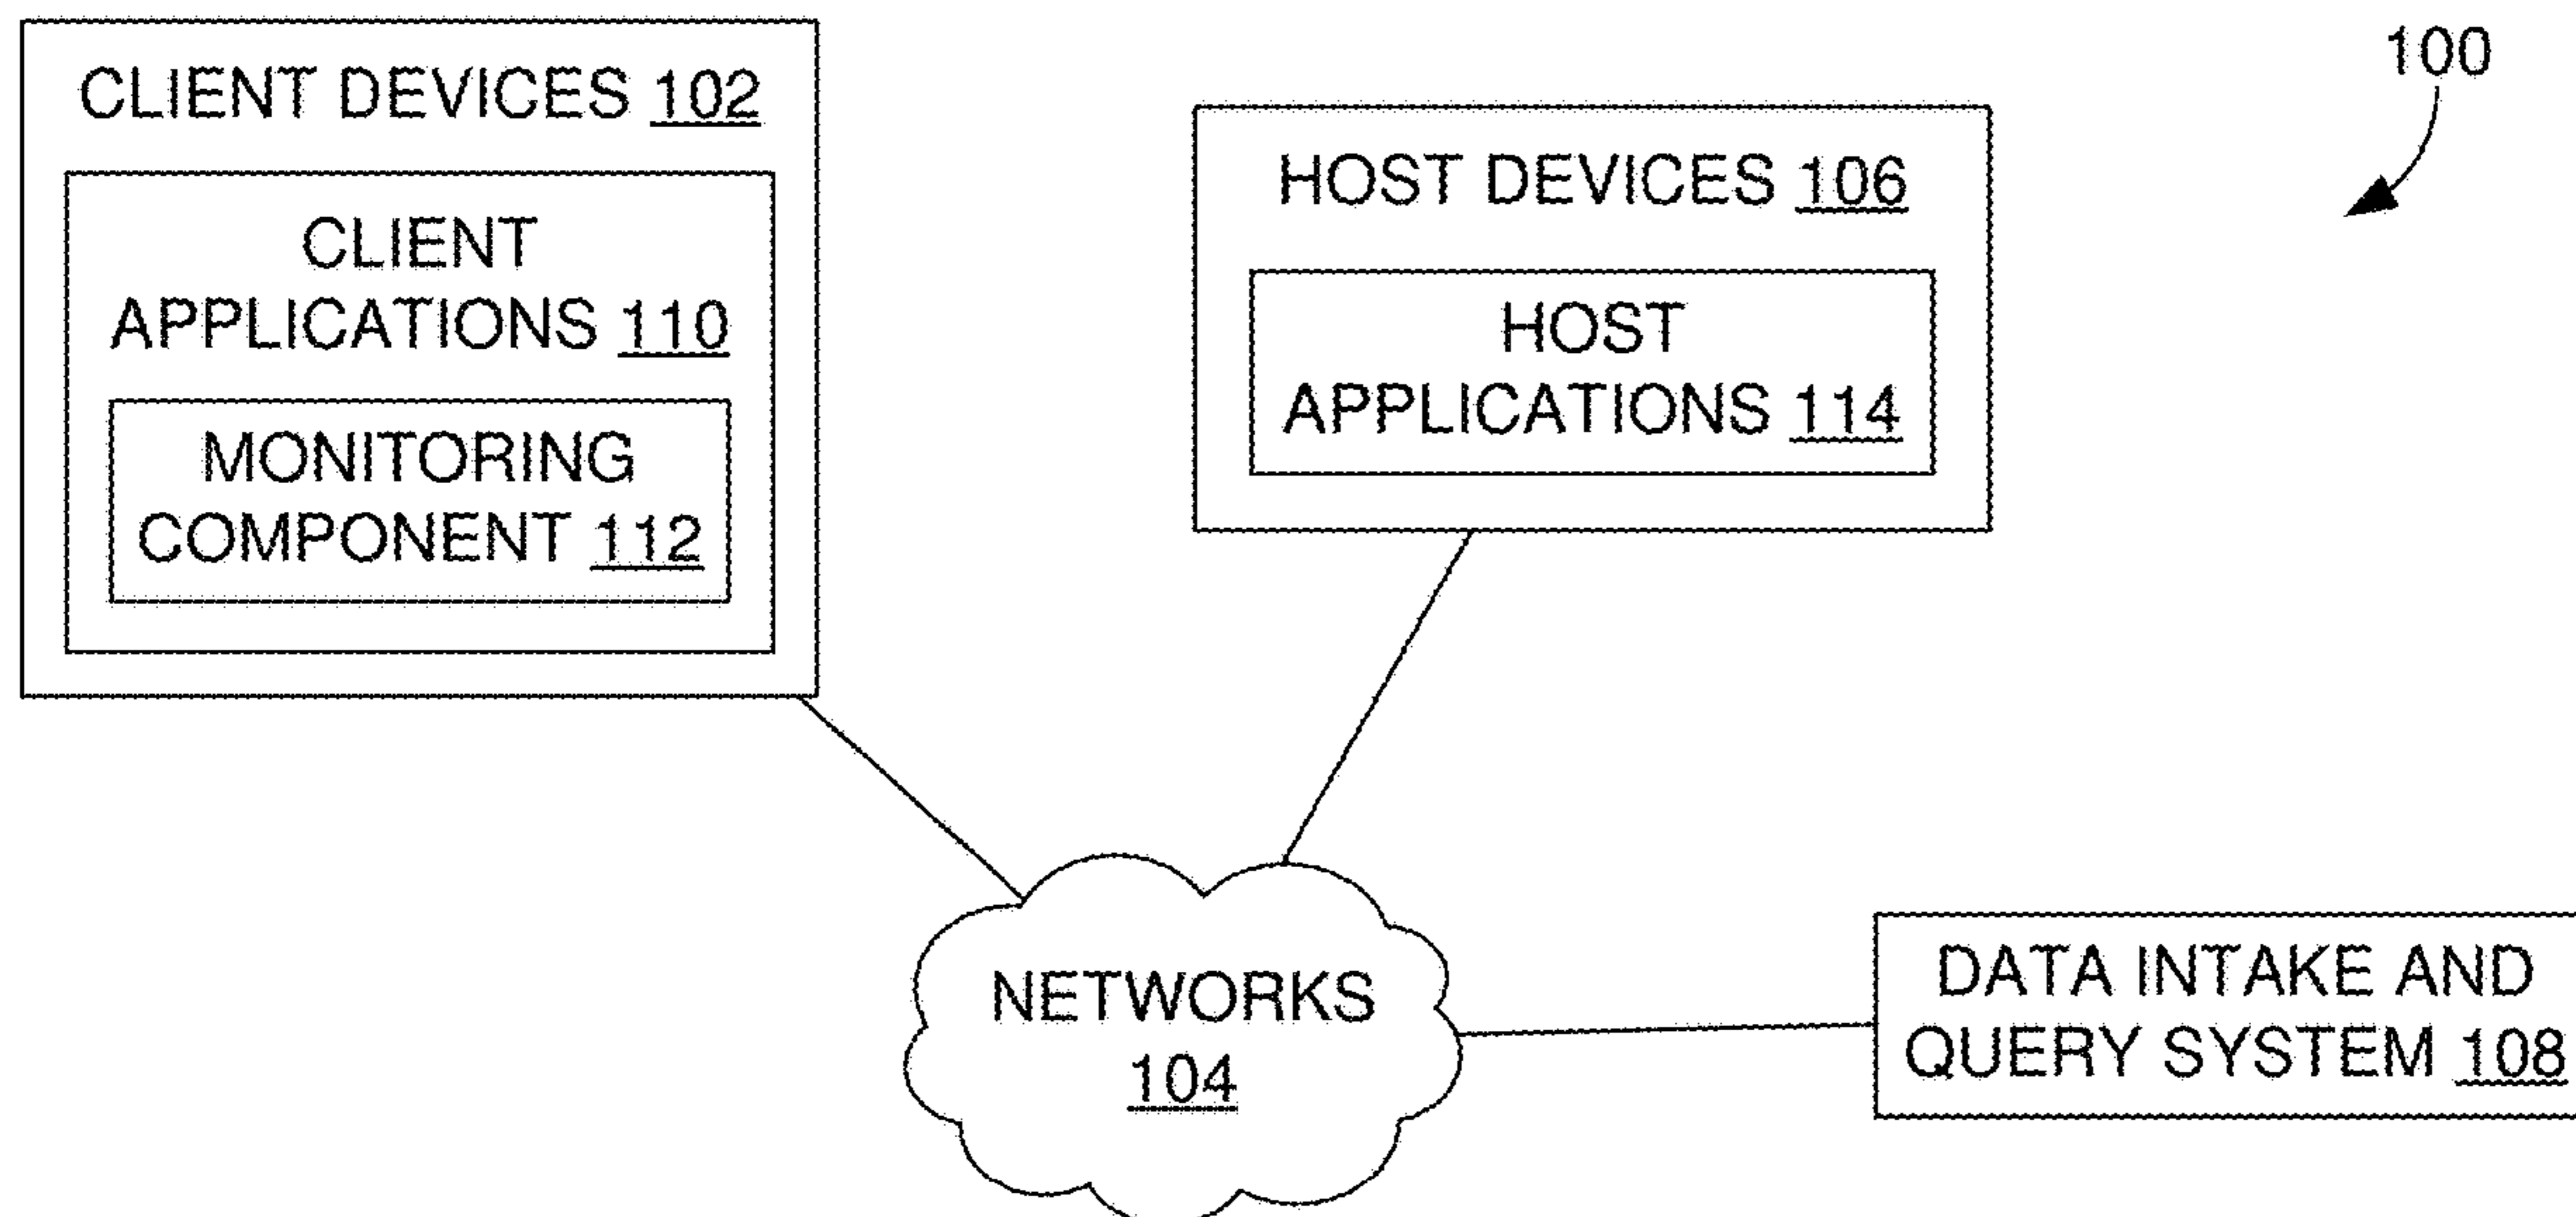 CLIENT DEVICES 102
CLIENT
APPLICATIONS 110
MONITORING
COMPONENT 112
HOST DEVICES 106
HOST
APPLICATIONS 114
100
NETWORKS
104
DATA INTAKE AND
QUERY SYSTEM 108